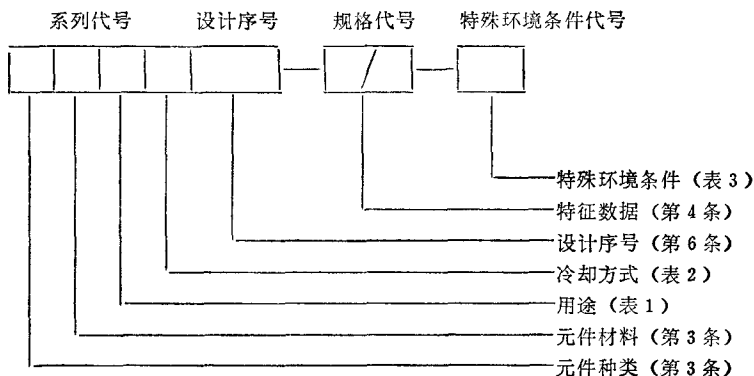 系列代号 设计序号 规格代号 特殊环境条件代号
特殊环境条件（表3）
特征数据（第4条）
设计序号（第6条）
冷却方式（表2）
用途（表1）
元件材料（第3条）
元件种类（第3条）